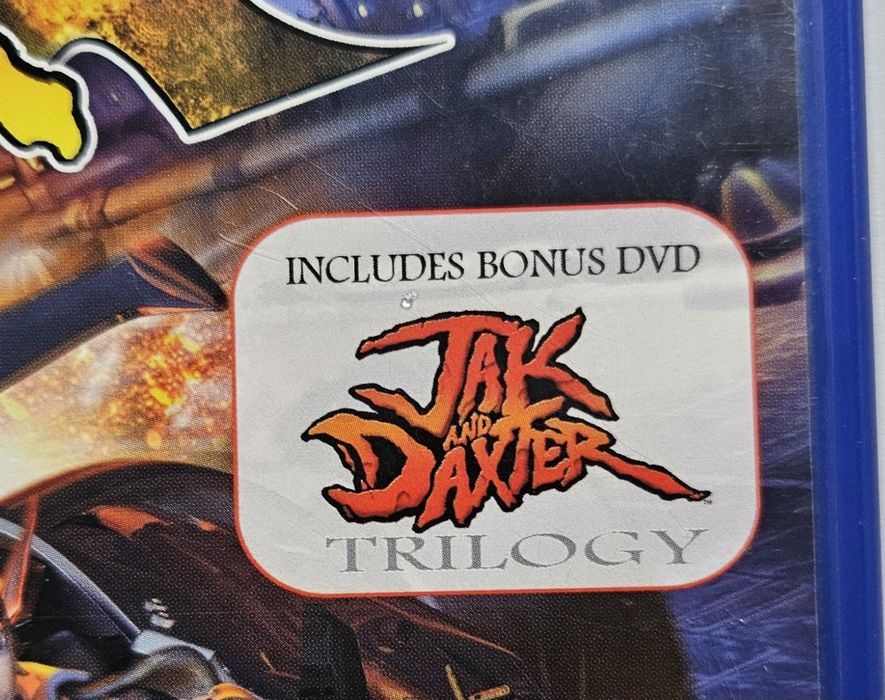 INCLUDES BONUS DVD
JAK
AND
DAXTER
TRILOGY